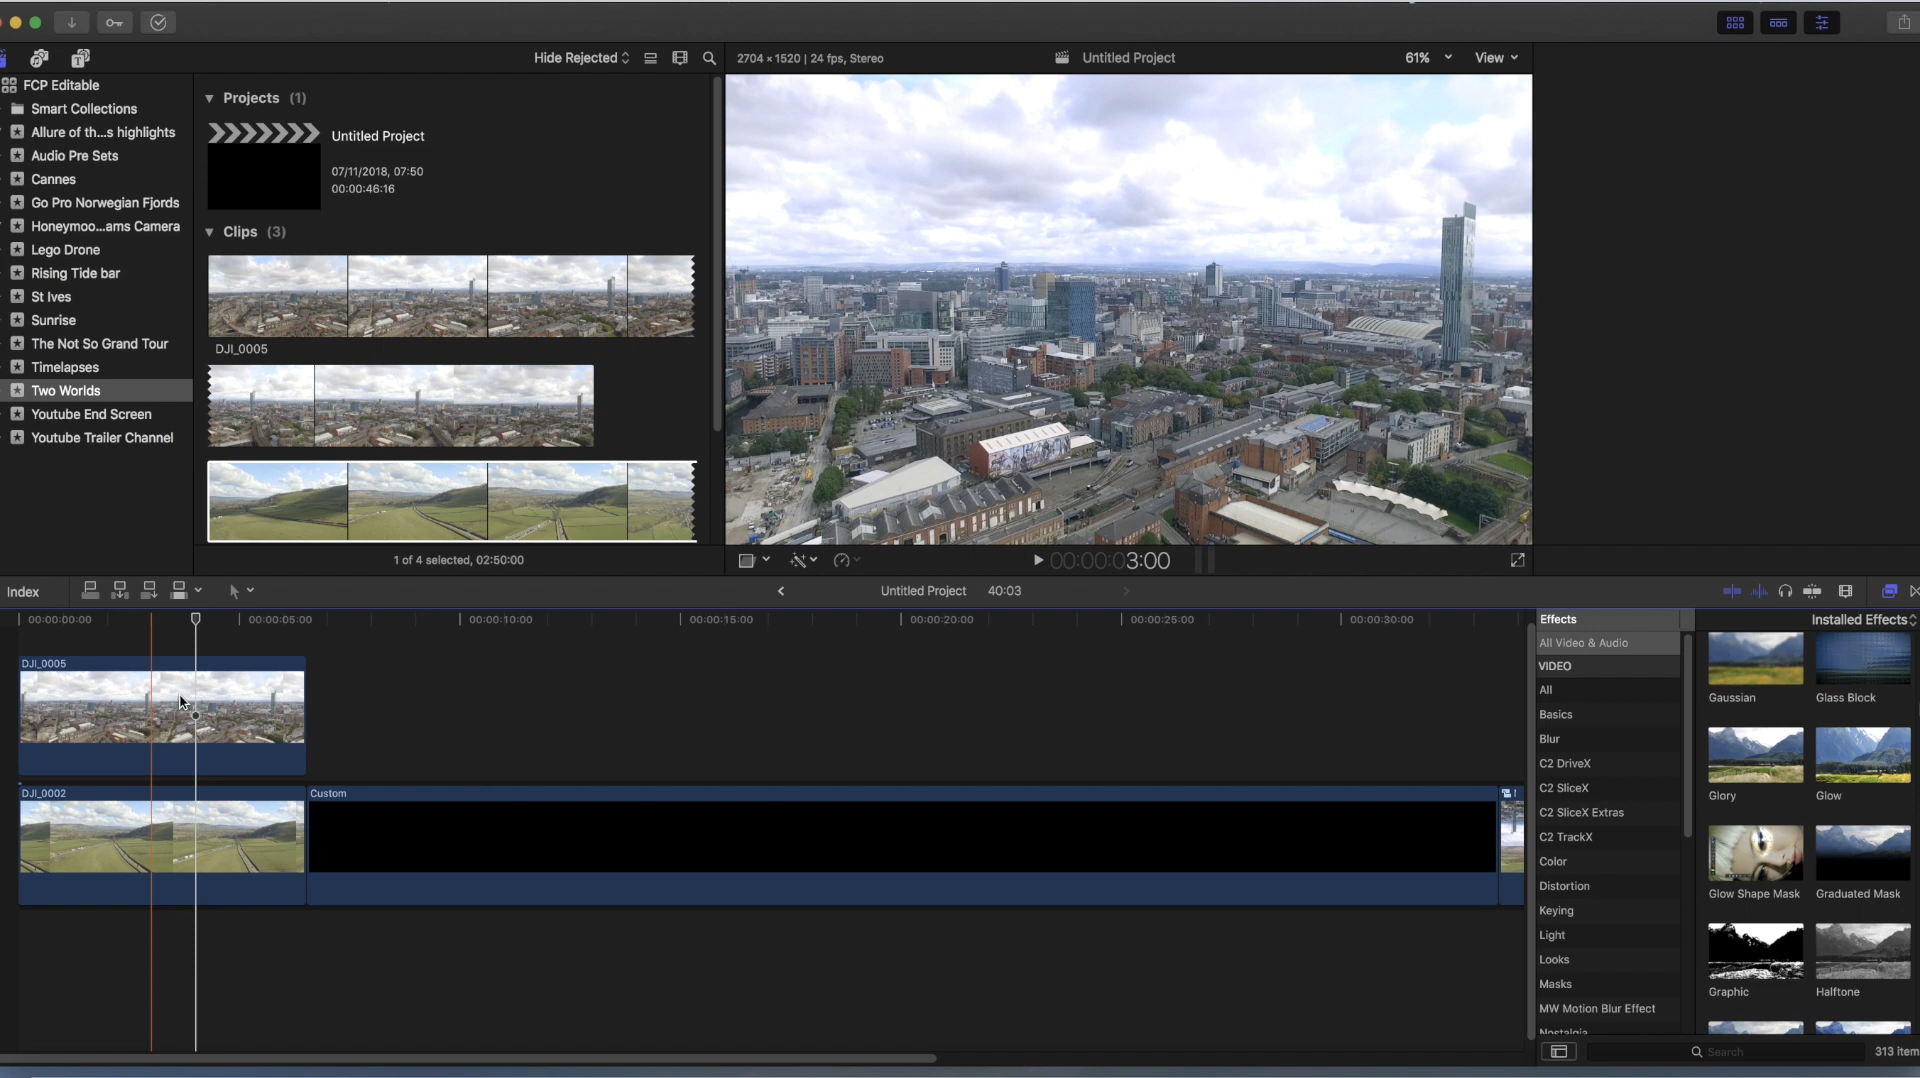 Hide Rejected
2704 × 1520 | 24 fps, Stereo
Untitled Project
61%
View
FCP Editable
Smart Collections
Allure of th...s highlights
Audio Pre Sets
Cannes
Go Pro Norwegian Fjords
Honeymoo...ams Camera
Lego Drone
Rising Tide bar
St Ives
Sunrise
The Not So Grand Tour
Timelapses
Two Worlds
Youtube End Screen
Youtube Trailer Channel
Projects (1)
Untitled Project
07/11/2018, 07:50
00:00:46:16
Clips (3)
DJI_0005
1 of 4 selected, 02:50:00
00:00:03:00
Index
Untitled Project 40:03
00:00:00:00
00:00:05:00
00:00:10:00
00:00:15:00
00:00:20:00
00:00:25:00
00:00:30:00
DJI_0005
DJI_0002
Custom
Effects
Installed Effects
All Video & Audio
VIDEO
All
Basics
Blur
C2 DriveX
C2 SliceX
C2 SliceX Extras
C2 TrackX
Color
Distortion
Keying
Light
Looks
Masks
MW Motion Blur Effect
Nostalgia
Gaussian
Glass Block
Glory
Glow
Glow Shape Mask
Graduated Mask
Graphic
Halftone
Search
313 item